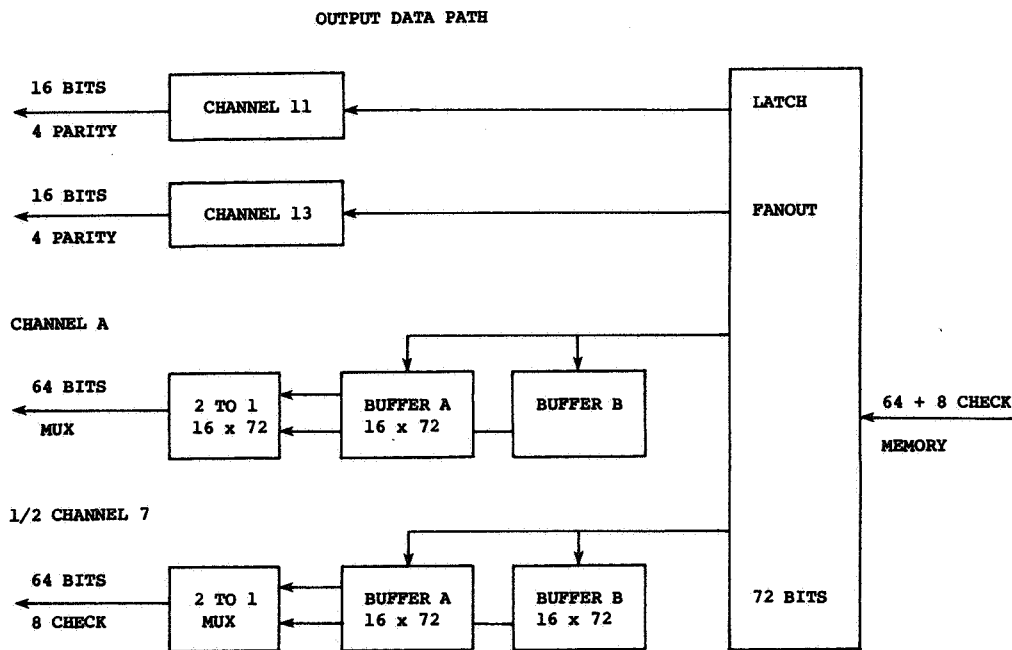 OUTPUT DATA PATH
16 BITS
4 PARITY
CHANNEL 11
LATCH
16 BITS
4 PARITY
CHANNEL 13
FANOUT
CHANNEL A
64 BITS
MUX
2 TO 1
16 x 72
BUFFER A
16 x 72
BUFFER B
64 + 8 CHECK
MEMORY
1/2 CHANNEL 7
64 BITS
8 CHECK
2 TO 1
MUX
BUFFER A
16 x 72
BUFFER B
16 x 72
72 BITS